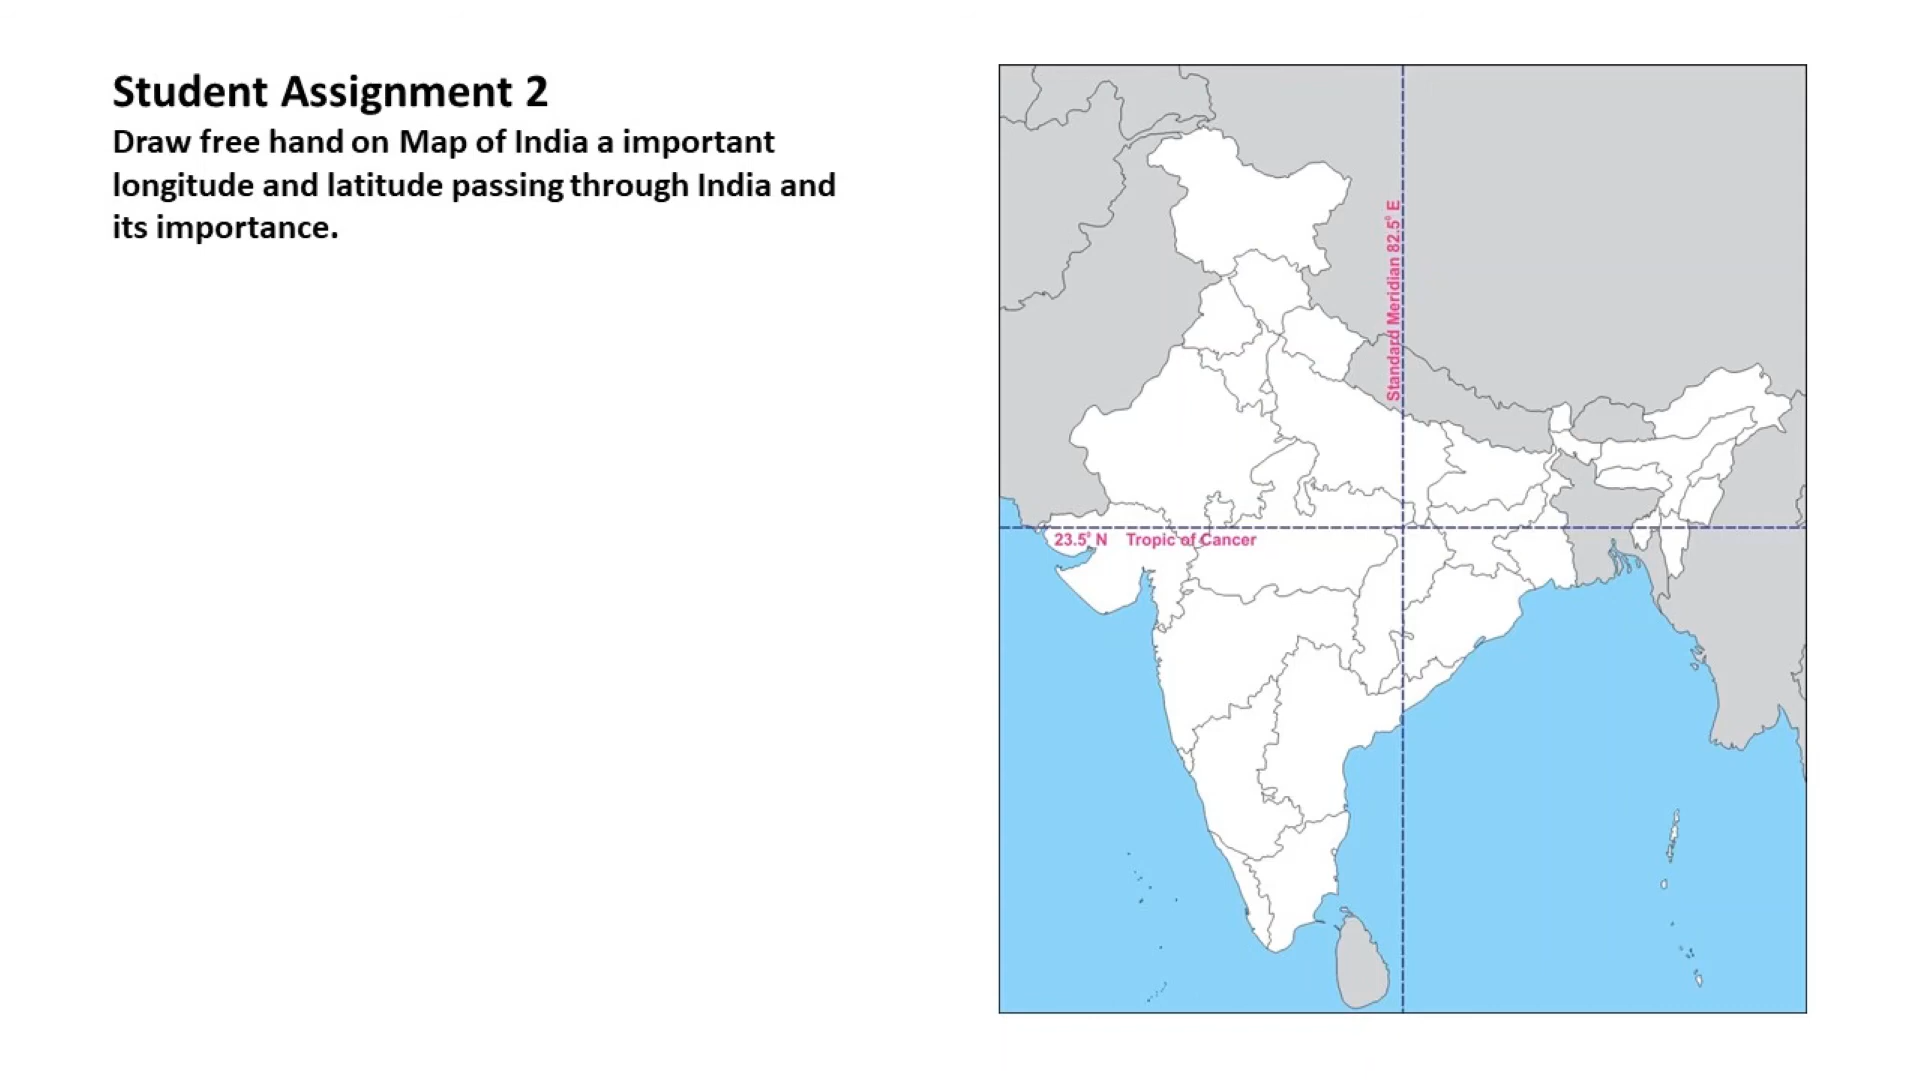 Student Assignment 2
Draw free hand on Map of India a important
longitude and latitude passing through India and
its importance.
Standard Meridian 82.5° E
23.5° N Tropic of Cancer